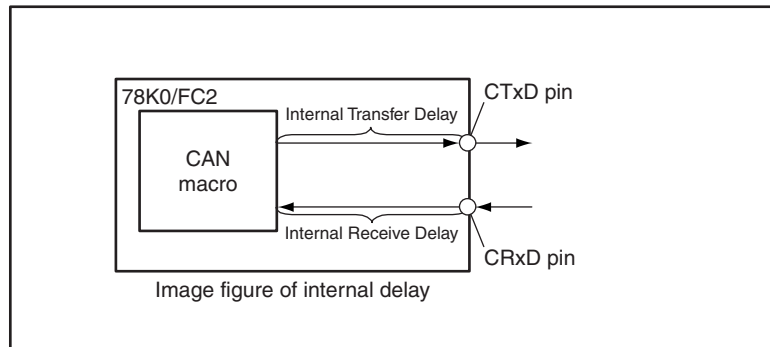 78K0/FC2
CTxD pin
Internal Transfer Delay
CAN
macro
Internal Receive Delay
CRxD pin
Image figure of internal delay